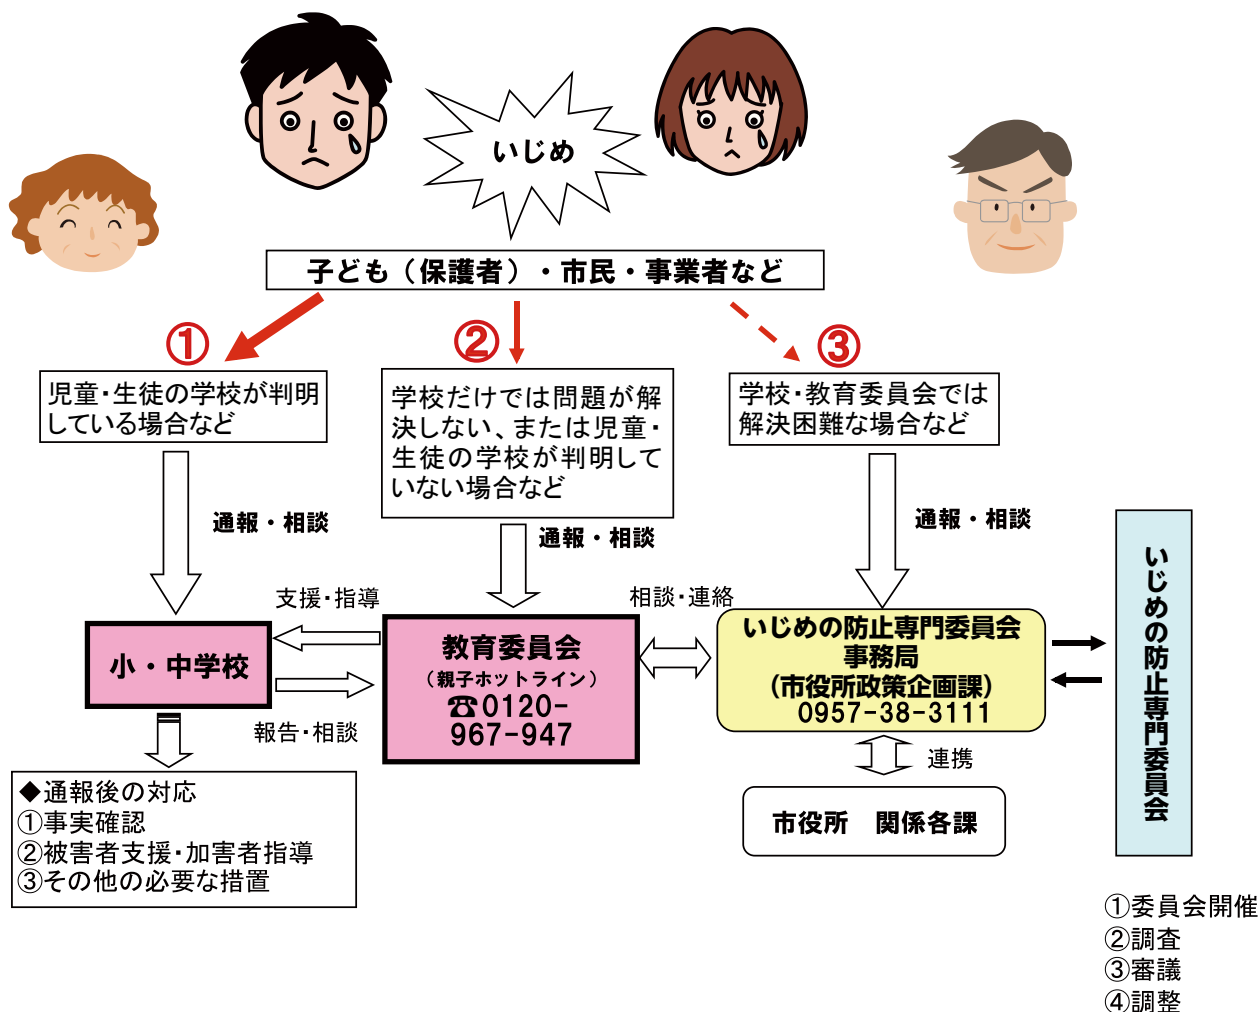 いじめ
子ども（保護者）・市民・事業者など
①
②
③
児童・生徒の学校が判明
している場合など
学校だけでは問題が解
決しない、または児童・
生徒の学校が判明して
いない場合など
学校・教育委員会では
解決困難な場合など
通報・相談
通報・相談
通報・相談
支援・指導
相談・連絡
小・中学校
報告・相談
教育委員会
（親子ホットライン）
☎0120-
967-947
いじめの防止専門委員会
事務局
(市役所政策企画課)
0957-38-3111
連携
市役所　関係各課
いじめの防止専門委員会
◆通報後の対応
①事実確認
②被害者支援・加害者指導
③その他の必要な措置
①委員会開催
②調査
③審議
④調整